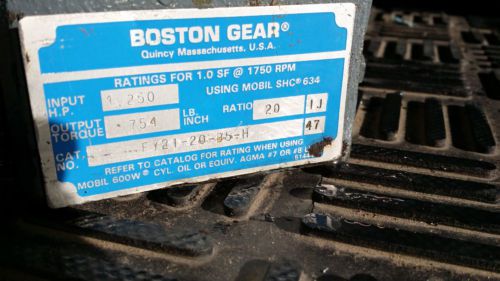 BOSTON GEAR®
Quincy Massachusetts, U.S.A.
RATINGS FOR 1.0 SF @ 1750 RPM
USING MOBIL SHC® 634
INPUT H.P. 1.250 RATIO 20 IJ
OUTPUT TORQUE 754 LB. INCH 47
CAT. NO. F721-20-B5-H
REFER TO CATALOG FOR RATING WHEN USING
MOBIL 600W® CYL. OIL OR EQUIV. AGMA #7 OR #8